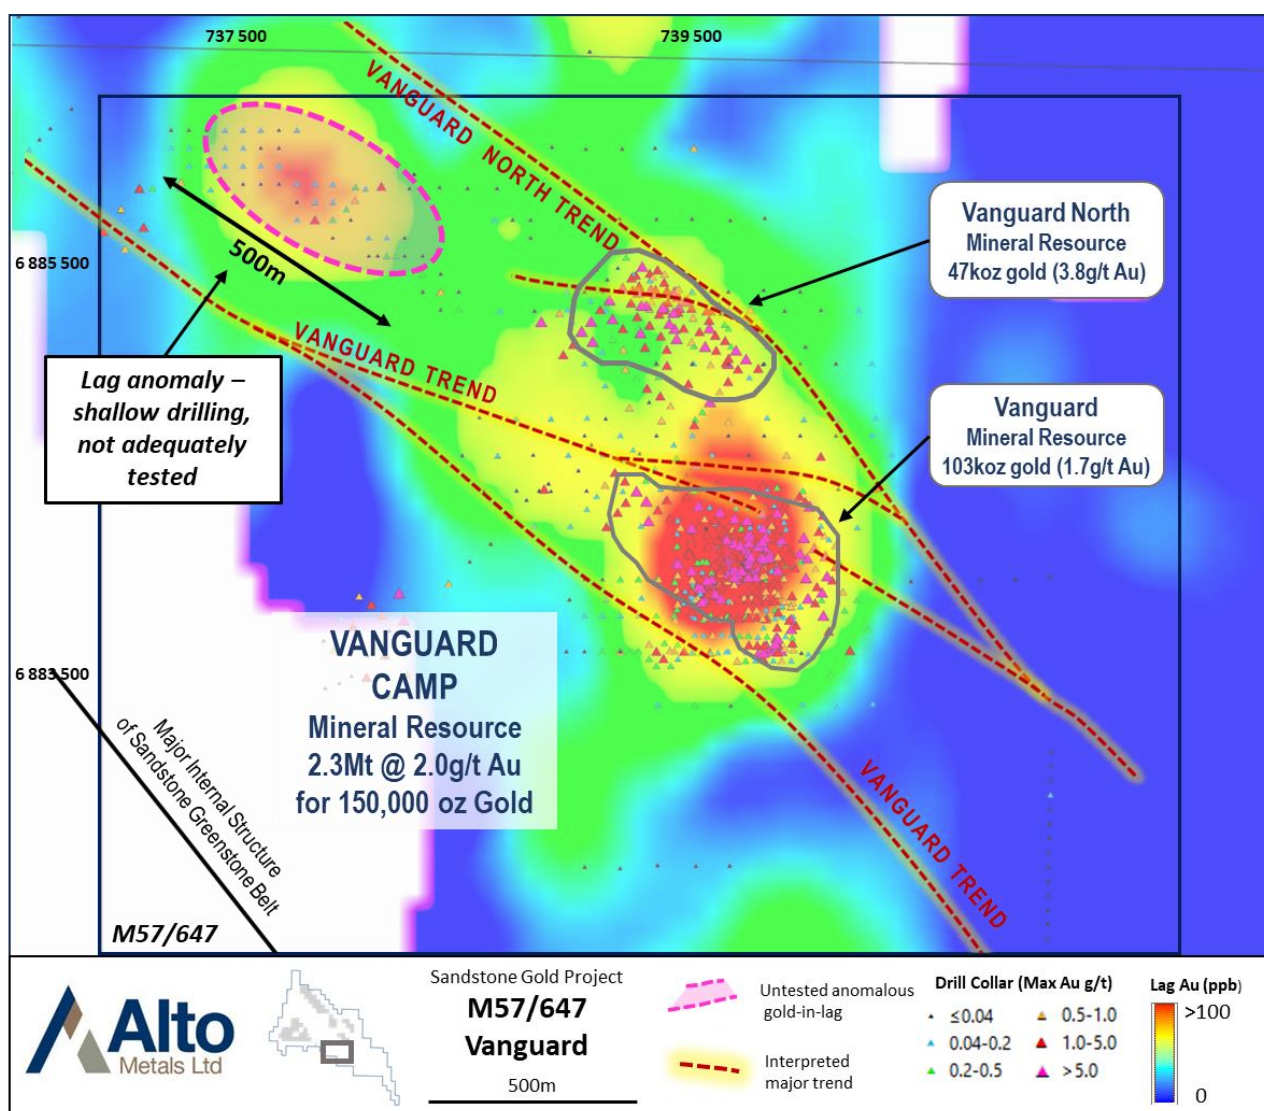 737 500
739 500
VANGUARD NORTH TREND
Vanguard North
Mineral Resource
47koz gold (3.8g/t Au)
6 885 500
500m
VANGUARD TREND
Lag anomaly –
shallow drilling,
not adequately
tested
Vanguard
Mineral Resource
103koz gold (1.7g/t Au)
6 883 500
VANGUARD
CAMP
Mineral Resource
2.3Mt @ 2.0g/t Au
for 150,000 oz Gold
Major Internal Structure
of Sandstone Greenstone Belt
VANGUARD TREND
M57/647
Alto
Metals Ltd
Sandstone Gold Project
M57/647
Vanguard
500m
Untested anomalous
gold-in-lag
Interpreted
major trend
Drill Collar (Max Au g/t)
≤0.04
0.5-1.0
0.04-0.2
1.0-5.0
0.2-0.5
>5.0
Lag Au (ppb)
>100
0